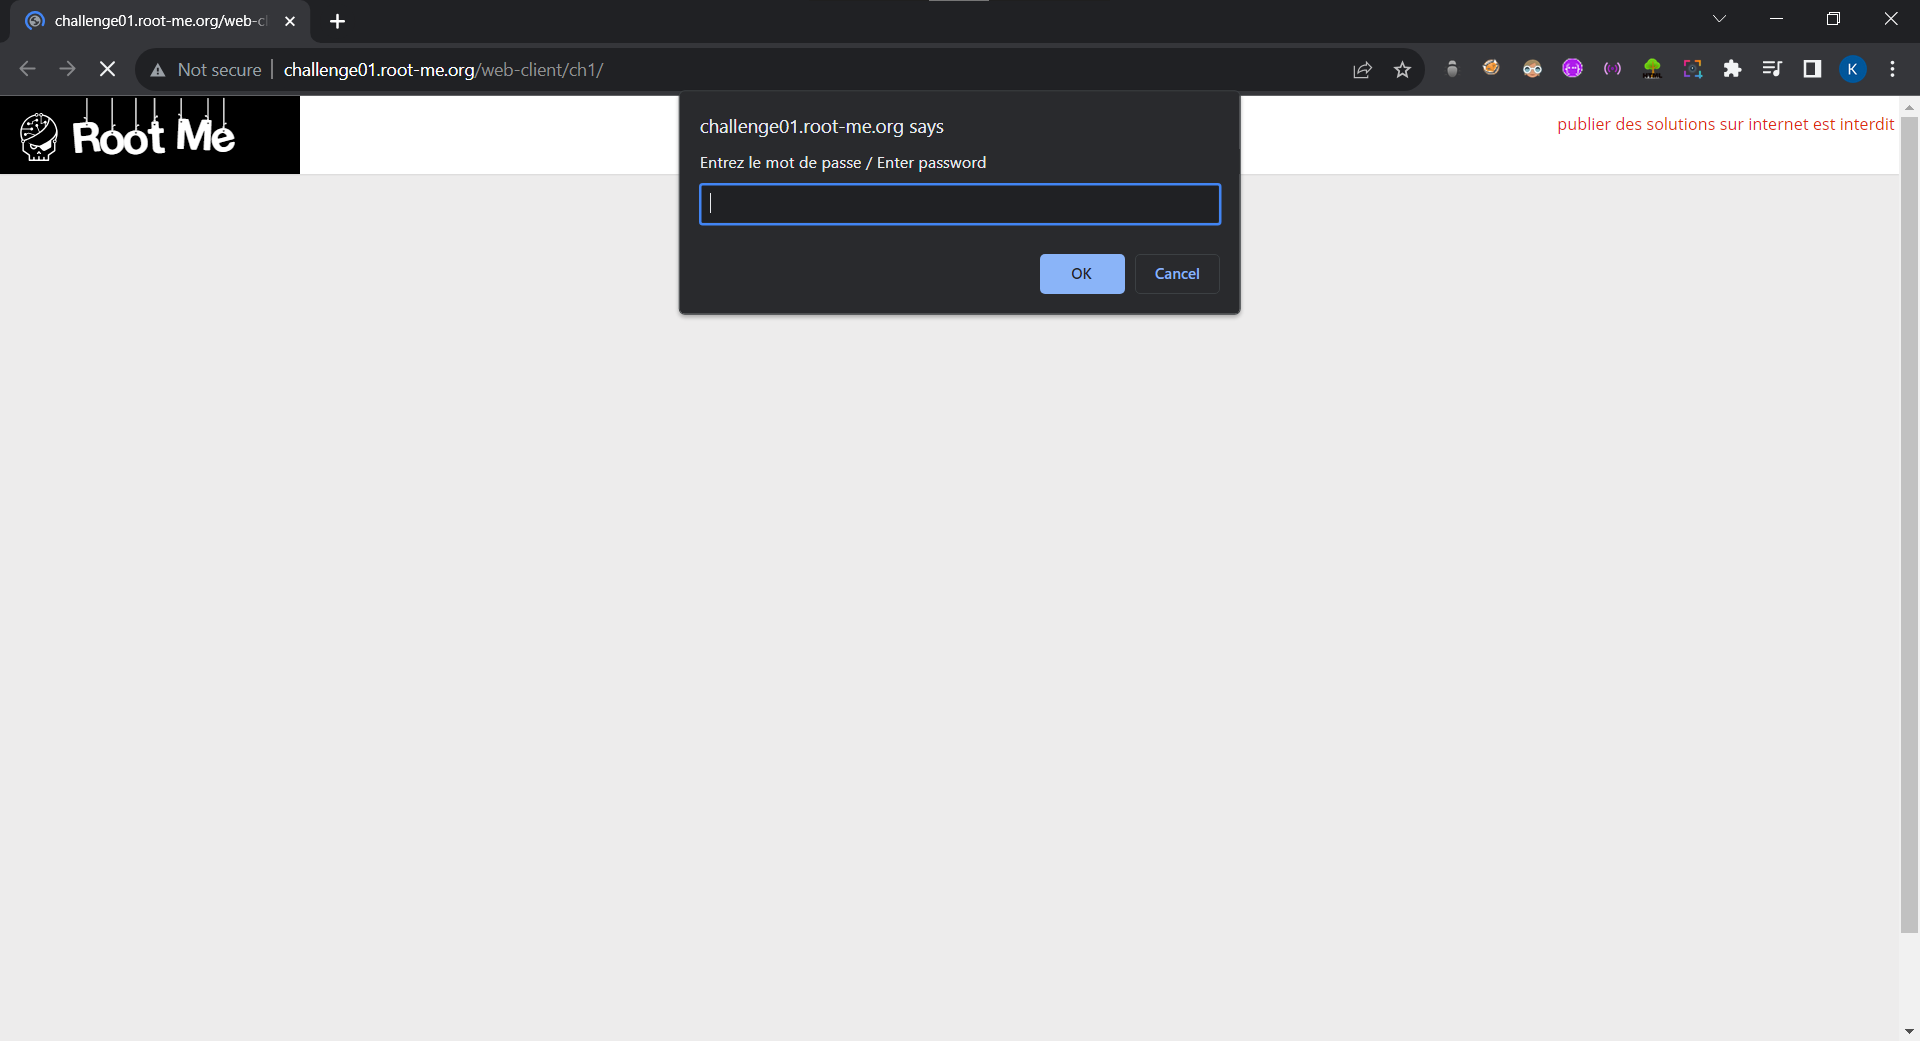 challenge01.root-me.org/web-cl
Not secure
challenge01.root-me.org/web-client/ch1/
K
Root Me
challenge01.root-me.org says
Entrez le mot de passe / Enter password
OK
Cancel
publier des solutions sur internet est interdit